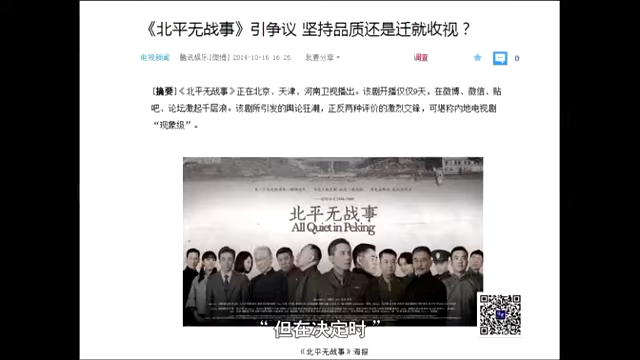 《北平无战事》引争议 坚持品质还是迁就收视？
电视新闻 腾讯娱乐[微博] 2014-10-16 16:25 我要分享 调查 0
[摘要]《北平无战事》正在北京、天津、河南卫视播出。该剧开播仅仅9天，在微博、微信、贴
吧、论坛激起千层浪。该剧所引发的舆论狂潮，正反两种评价的激烈交锋，可堪称内地电视剧
“现象级”。
北平无战事
All Quiet in Peking
“但在决定时”
《北平无战事》海报